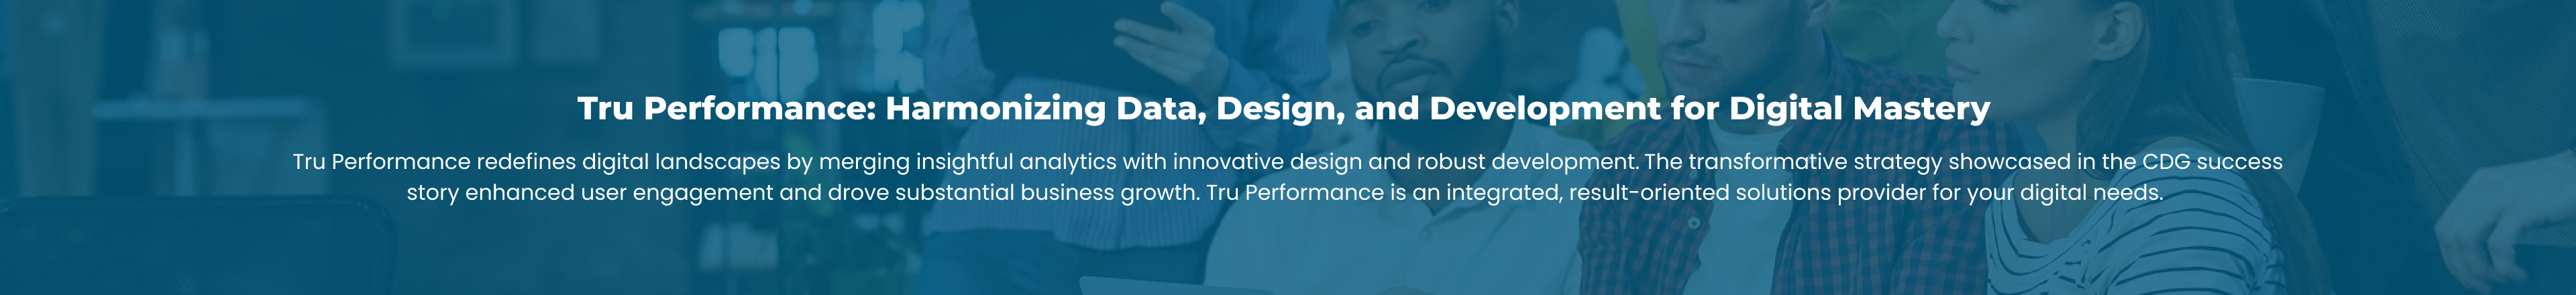 Tru Performance: Harmonizing Data, Design, and Development for Digital Mastery
Tru Performance redefines digital landscapes by merging insightful analytics with innovative design and robust development. The transformative strategy showcased in the CDG success
story enhanced user engagement and drove substantial business growth. Tru Performance is an integrated, result-oriented solutions provider for your digital needs.